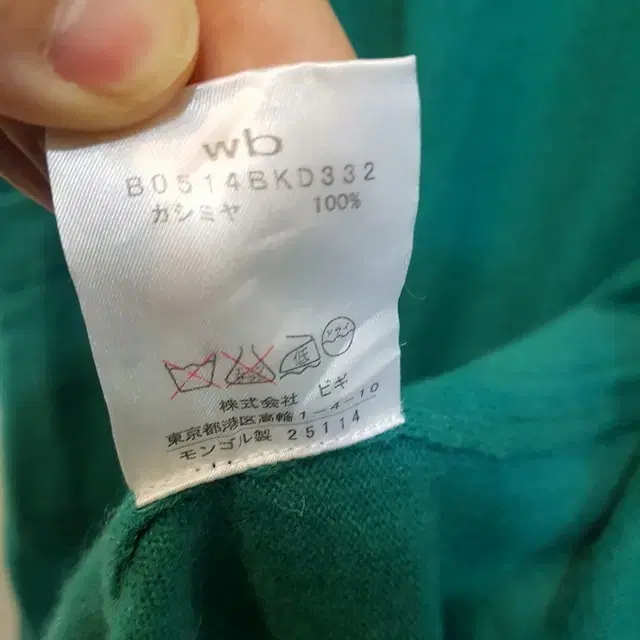 wb
B0514BKD332
カシミヤ 100%
低 ドライ
株式会社 ビギ
東京都港区高輪1-4-10
モンゴル製 25114